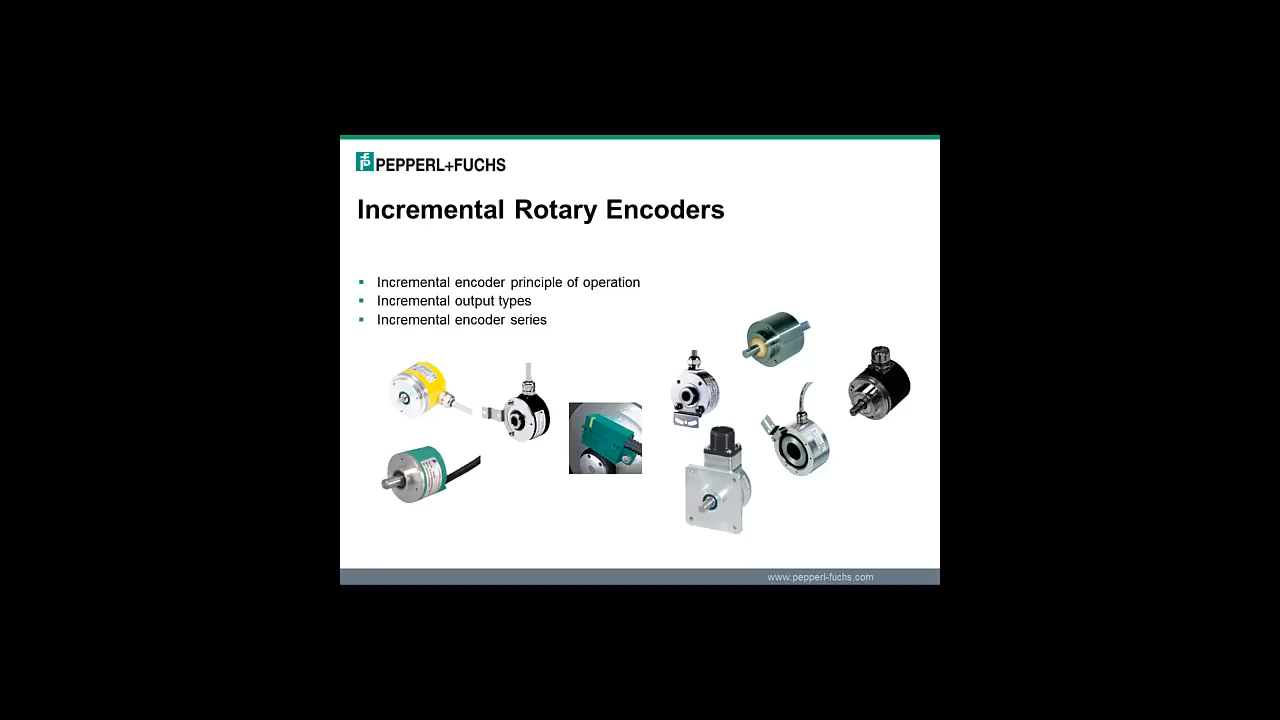 PEPPERL+FUCHS
Incremental Rotary Encoders
Incremental encoder principle of operation
Incremental output types
Incremental encoder series
www.pepperl-fuchs.com